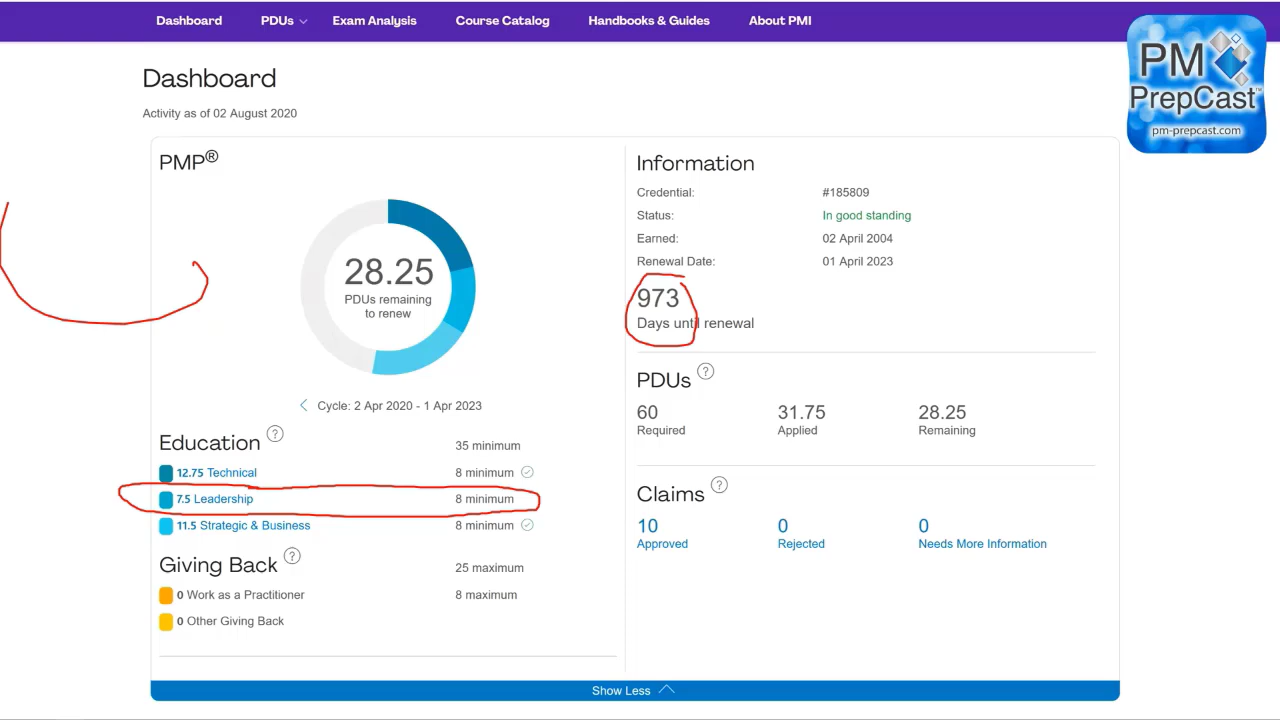 Dashboard PDUs Exam Analysis Course Catalog Handbooks & Guides About PMI
PM
PrepCast™
pm-prepcast.com
Dashboard
Activity as of 02 August 2020
PMP®
28.25
PDUs remaining
to renew
Cycle: 2 Apr 2020 - 1 Apr 2023
Education ? 35 minimum
12.75 Technical 8 minimum
7.5 Leadership 8 minimum
11.5 Strategic & Business 8 minimum
Giving Back ? 25 maximum
0 Work as a Practitioner 8 maximum
0 Other Giving Back
Information
Credential: #185809
Status: In good standing
Earned: 02 April 2004
Renewal Date: 01 April 2023
973
Days until renewal
PDUs ?
60 31.75 28.25
Required Applied Remaining
Claims ?
10 0 0
Approved Rejected Needs More Information
Show Less